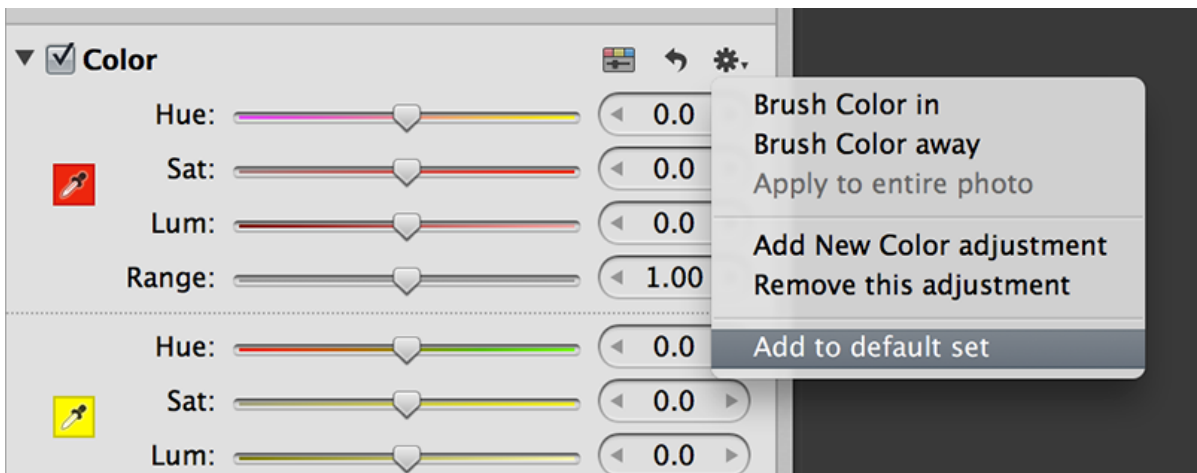 Color
Hue: 0.0
Sat: 0.0
Lum: 0.0
Range: 1.00
Hue: 0.0
Sat: 0.0
Lum: 0.0
Brush Color in
Brush Color away
Apply to entire photo
Add New Color adjustment
Remove this adjustment
Add to default set